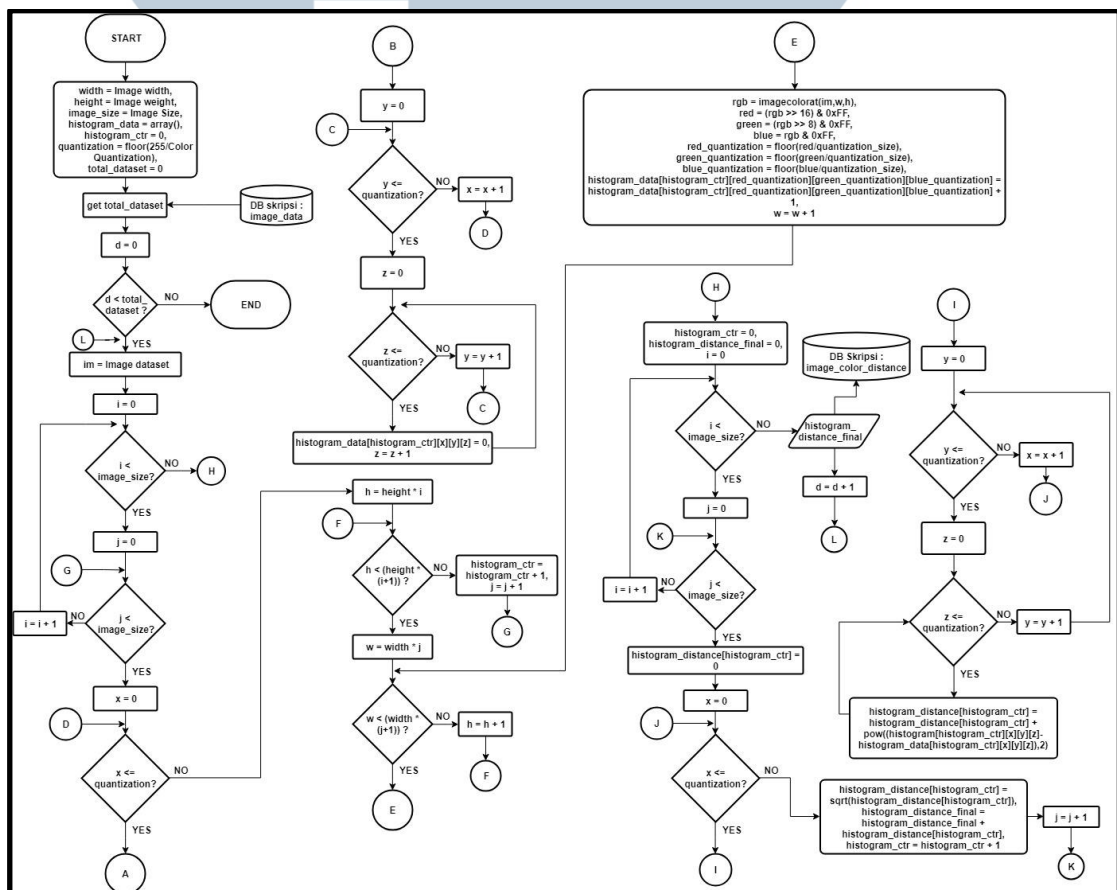 START
width = Image width,
height = Image weight,
image_size = Image Size,
histogram_data = array(),
histogram_ctr = 0,
quantization = floor(255/Color
Quantization),
total_dataset = 0
get total_dataset
DB skripsi :
image_data
d = 0
d < total_
dataset ?
NO
END
L
YES
im = Image dataset
i = 0
i <
image_size?
NO
H
YES
j = 0
G
j <
image_size?
NO
i = i + 1
YES
x = 0
D
x <=
quantization?
NO
YES
A
B
y = 0
C
y <=
quantization?
NO
x = x + 1
D
YES
z = 0
z <=
quantization?
NO
y = y + 1
C
YES
histogram_data[histogram_ctr][x][y][z] = 0,
z = z + 1
h = height * i
F
h < (height *
(i+1)) ?
NO
histogram_ctr =
histogram_ctr + 1,
j = j + 1
G
YES
w = width * j
w < (width *
(j+1)) ?
NO
h = h + 1
F
YES
E
E
rgb = imagecolorat(im,w,h),
red = (rgb >> 16) & 0xFF,
green = (rgb >> 8) & 0xFF,
blue = rgb & 0xFF,
red_quantization = floor(red/quantization_size),
green_quantization = floor(green/quantization_size),
blue_quantization = floor(blue/quantization_size),
histogram_data[histogram_ctr][red_quantization][green_quantization][blue_quantization] =
histogram_data[histogram_ctr][red_quantization][green_quantization][blue_quantization] +
1,
w = w + 1
H
histogram_ctr = 0,
histogram_distance_final = 0,
i = 0
i <
image_size?
NO
histogram_
distance_final
DB Skripsi :
image_color_distance
d = d + 1
L
YES
j = 0
K
j <
image_size?
NO
i = i + 1
YES
histogram_distance[histogram_ctr] =
0
x = 0
J
x <=
quantization?
NO
histogram_distance[histogram_ctr] =
sqrt(histogram_distance[histogram_ctr]),
histogram_distance_final =
histogram_distance_final +
histogram_distance[histogram_ctr],
histogram_ctr = histogram_ctr + 1
j = j + 1
K
YES
I
I
y = 0
y <=
quantization?
NO
x = x + 1
J
YES
z = 0
z <=
quantization?
NO
y = y + 1
YES
histogram_distance[histogram_ctr] =
histogram_distance[histogram_ctr] +
pow((histogram[histogram_ctr][x][y][z]-
histogram_data[histogram_ctr][x][y][z]),2)